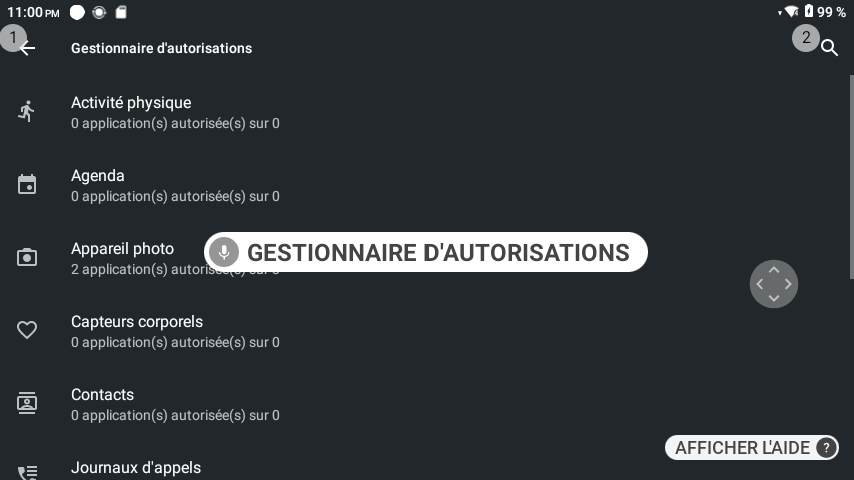 11:00 PM 99 %
1 Gestionnaire d'autorisations 2
Activité physique
0 application(s) autorisée(s) sur 0
Agenda
0 application(s) autorisée(s) sur 0
Appareil photo
GESTIONNAIRE D'AUTORISATIONS
2 application(s) autorisée(s) sur
Capteurs corporels
0 application(s) autorisée(s) sur 0
Contacts
0 application(s) autorisée(s) sur 0
AFFICHER L'AIDE ?
Journaux d'appels